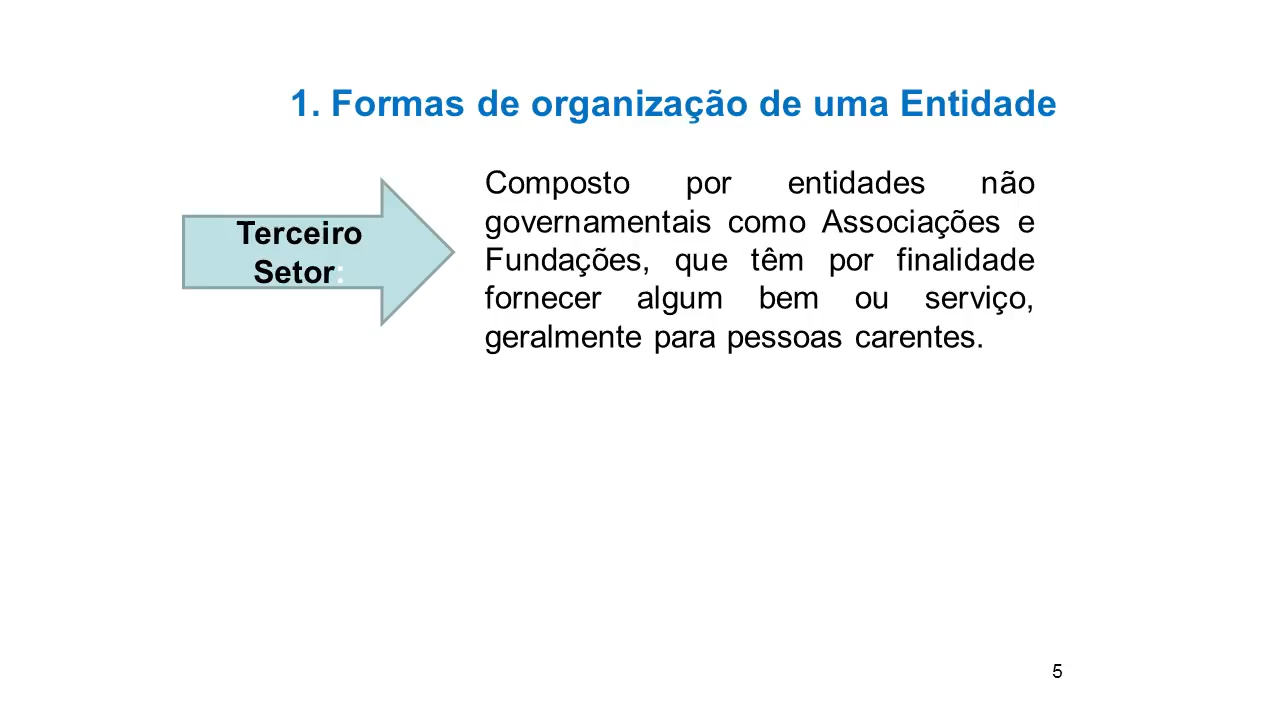 1. Formas de organização de uma Entidade
Terceiro
Setor:
Composto por entidades não
governamentais como Associações e
Fundações, que têm por finalidade
fornecer algum bem ou serviço,
geralmente para pessoas carentes.
5